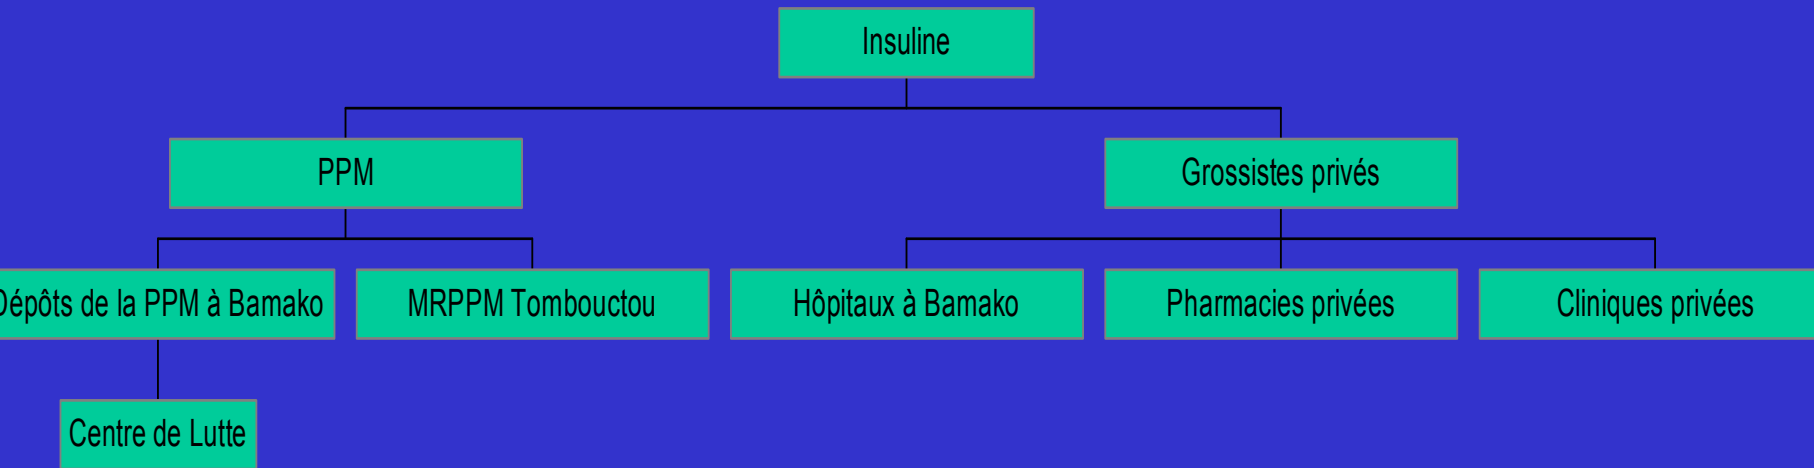 Insuline
PPM
Grossistes privés
Dépôts de la PPM à Bamako
MRPPM Tombouctou
Hôpitaux à Bamako
Pharmacies privées
Cliniques privées
Centre de Lutte